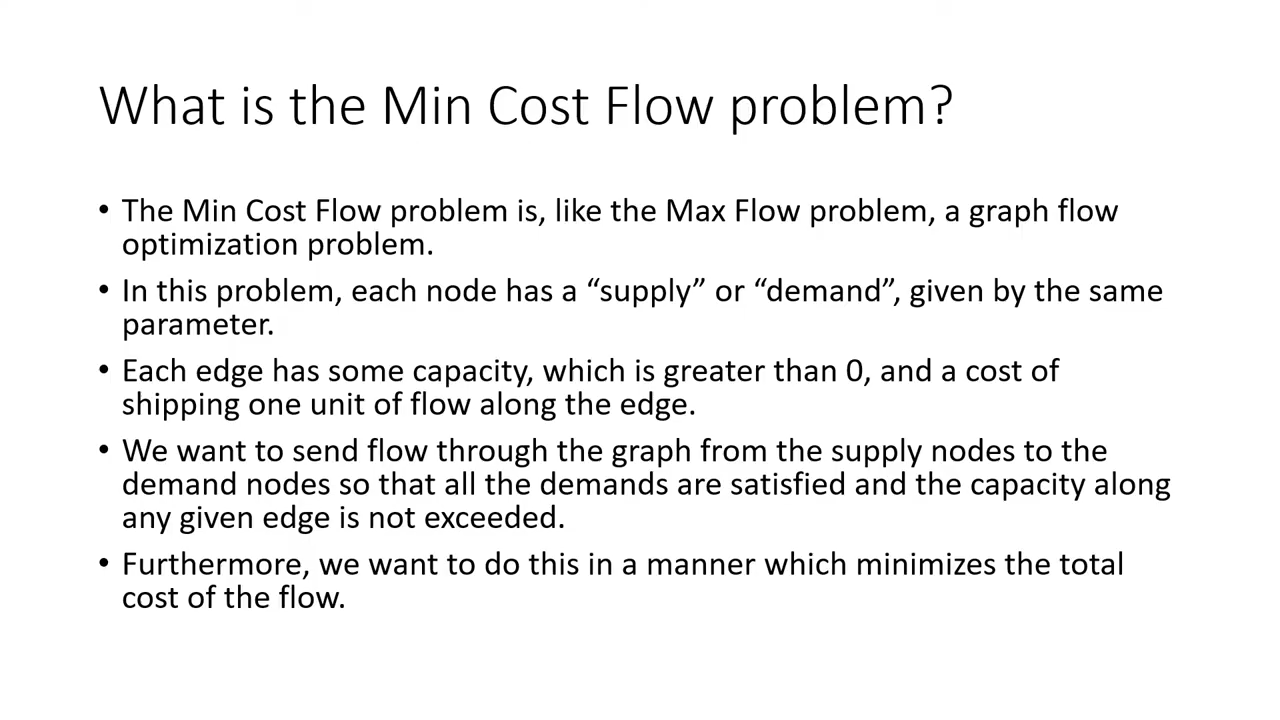 What is the Min Cost Flow problem?
• The Min Cost Flow problem is, like the Max Flow problem, a graph flow
optimization problem.
• In this problem, each node has a “supply” or “demand”, given by the same
parameter.
• Each edge has some capacity, which is greater than 0, and a cost of
shipping one unit of flow along the edge.
• We want to send flow through the graph from the supply nodes to the
demand nodes so that all the demands are satisfied and the capacity along
any given edge is not exceeded.
• Furthermore, we want to do this in a manner which minimizes the total
cost of the flow.